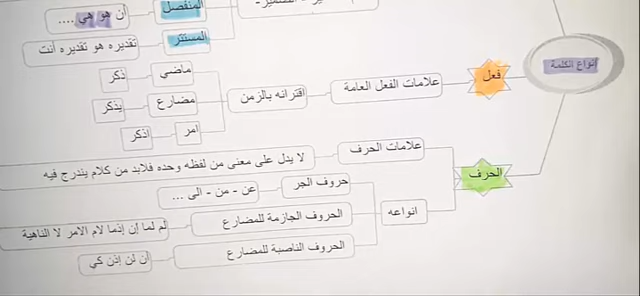 المنفصل
ان هو هي ....
المستتر
تقديره هو تقديره أنت
أنواع الكلمة
فعل
علامات الفعل العامة
اقترانه بالزمن
ماضي
ذكر
مضارع
يذكر
امر
اذكر
الحرف
علامات الحرف
لا يدل على معنى من لفظه وحده فلابد من كلام يندرج فيه
انواعه
حروف الجر
عن - من - الى ...
الحروف الجازمة للمضارع
لم لما إن إذما لام الامر لا الناهية
الحروف الناصبة للمضارع
أن لن إذن كي